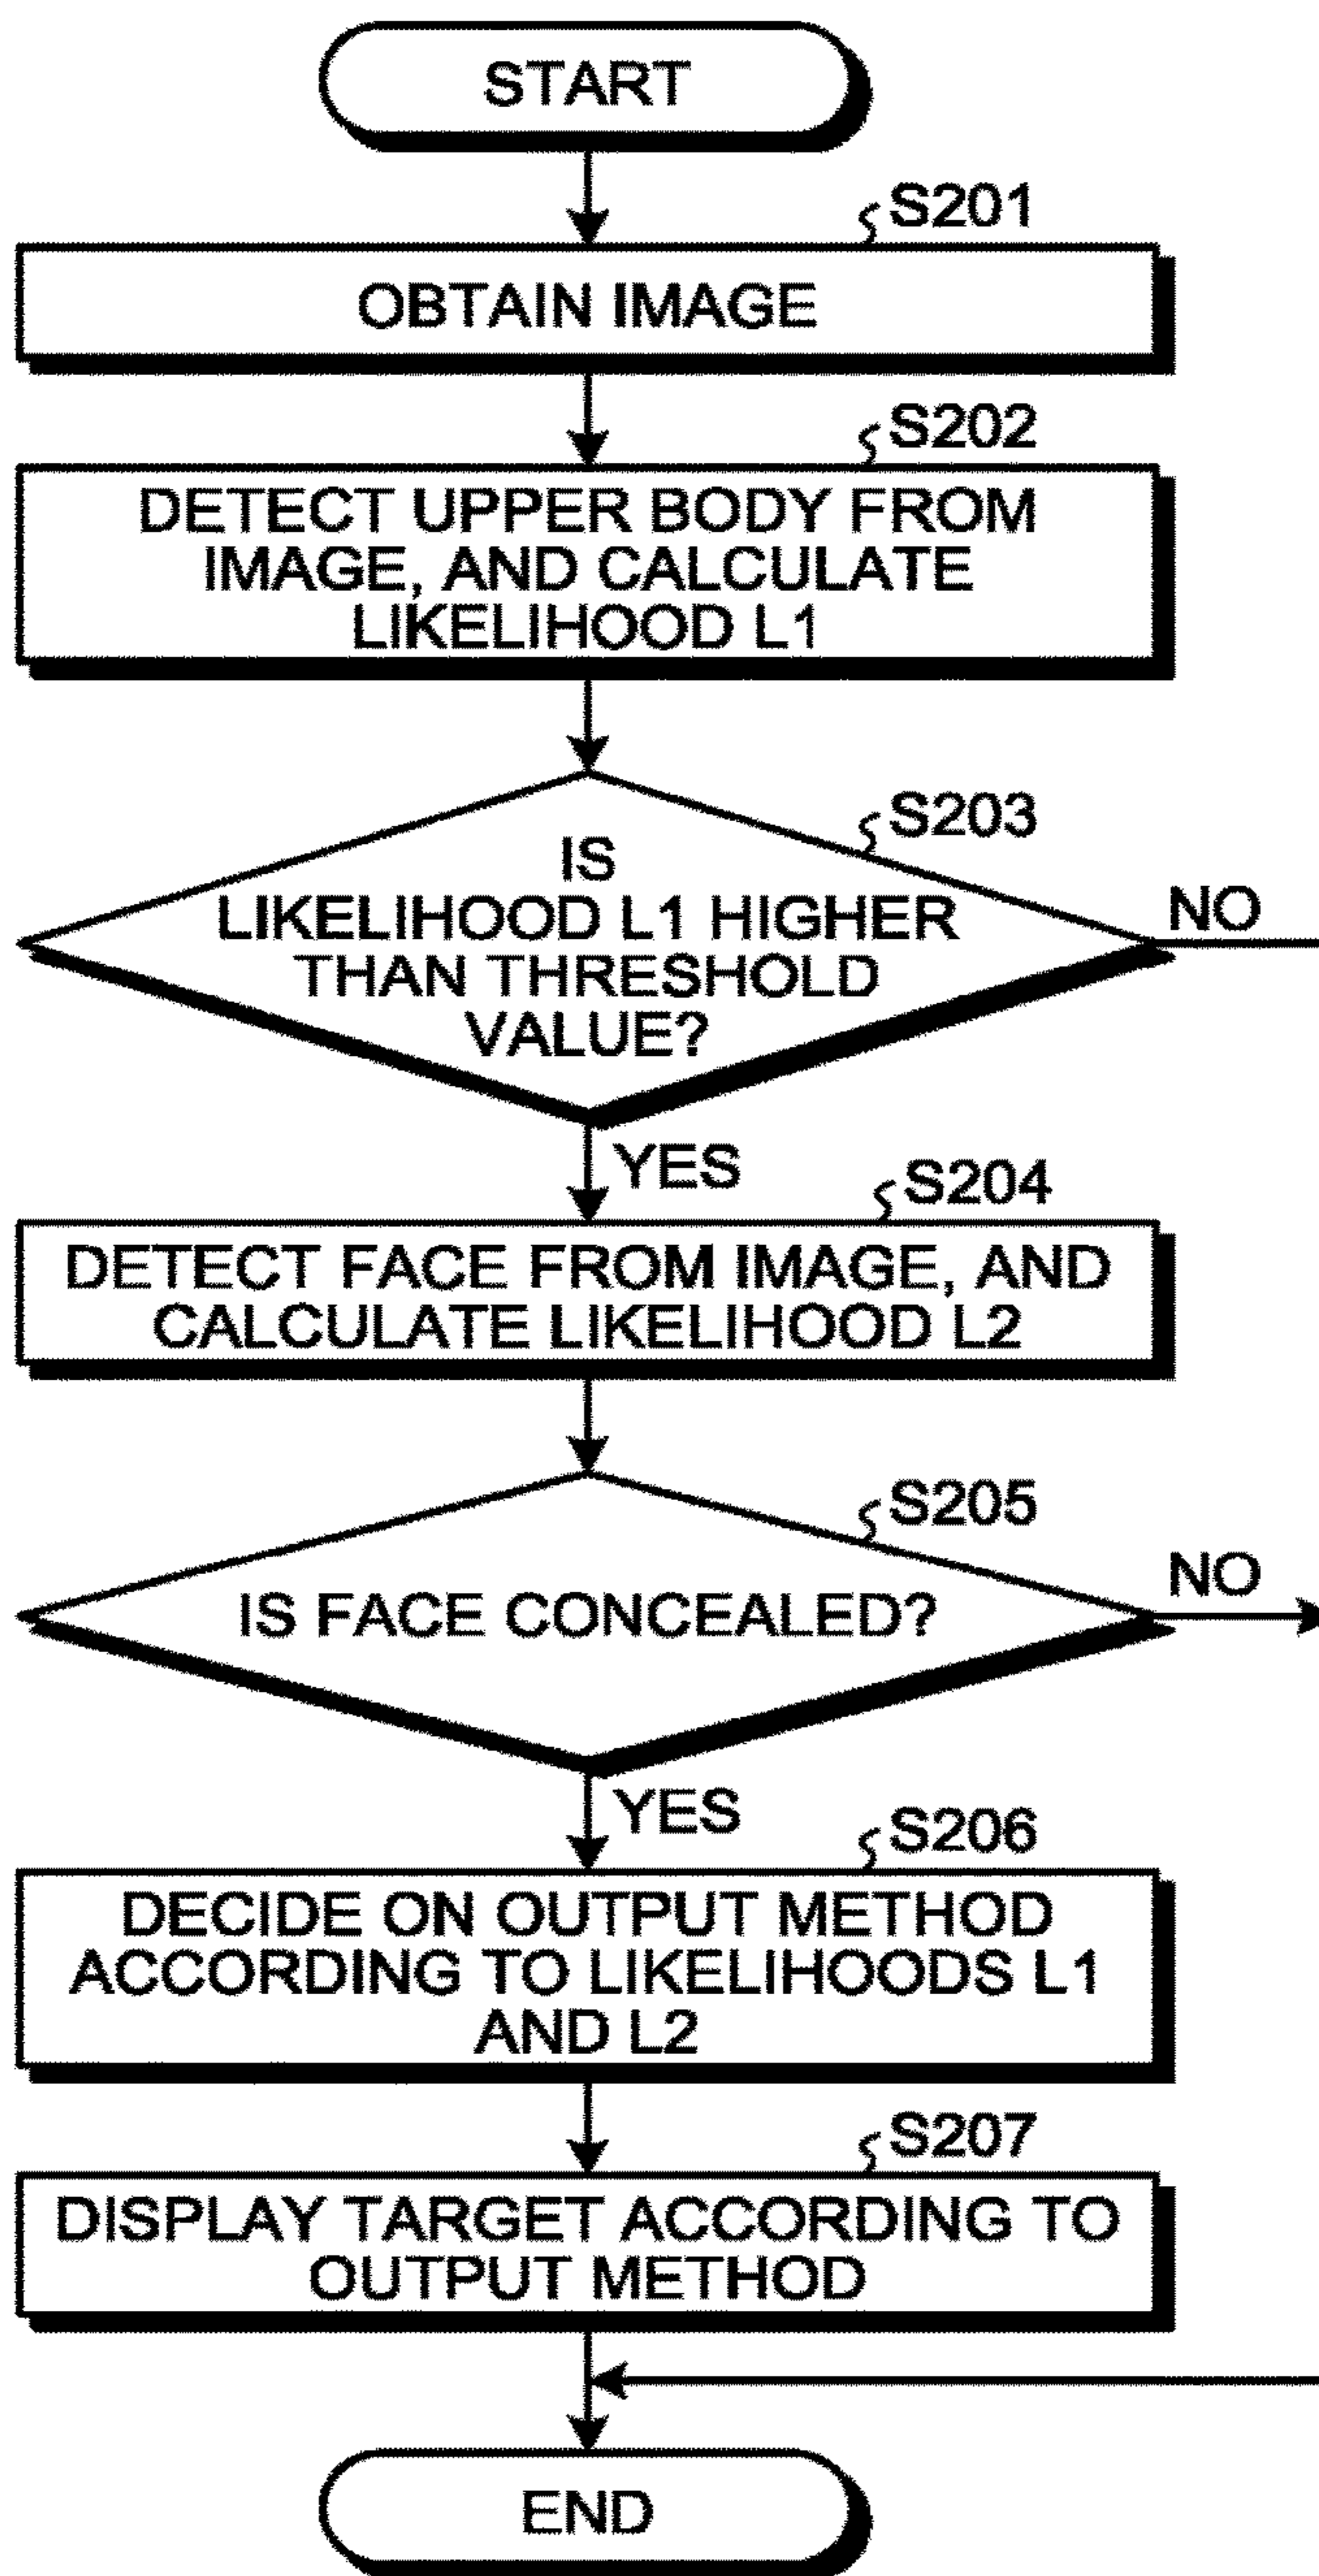 START
S201
OBTAIN IMAGE
S202
DETECT UPPER BODY FROM
IMAGE, AND CALCULATE
LIKELIHOOD L1
S203
IS
LIKELIHOOD L1 HIGHER
THAN THRESHOLD
VALUE?
NO
YES
S204
DETECT FACE FROM IMAGE, AND
CALCULATE LIKELIHOOD L2
S205
IS FACE CONCEALED?
NO
YES
S206
DECIDE ON OUTPUT METHOD
ACCORDING TO LIKELIHOODS L1
AND L2
S207
DISPLAY TARGET ACCORDING TO
OUTPUT METHOD
END